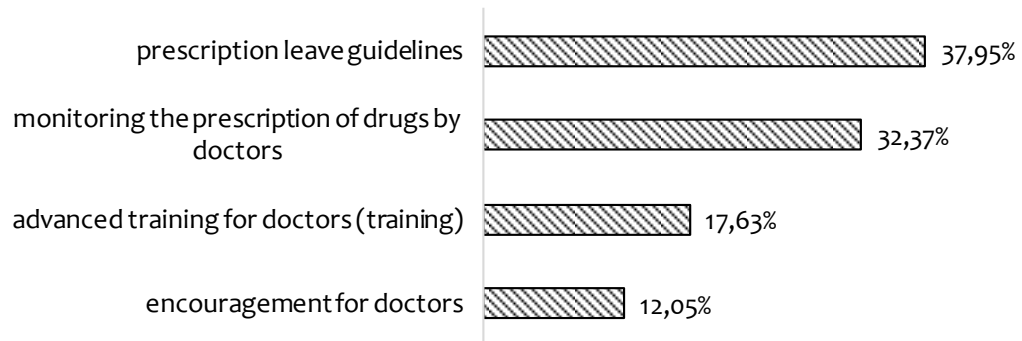 prescription leave guidelines
37,95%
monitoring the prescription of drugs by
doctors
32,37%
advanced training for doctors (training)
17,63%
encouragement for doctors
12,05%